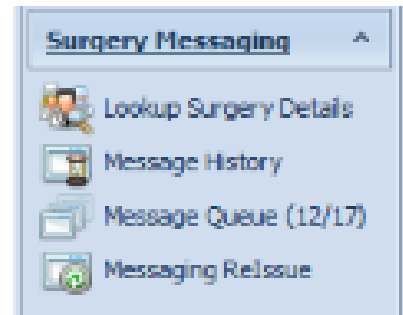 Surgery Messaging
Lookup Surgery Details
Message History
Message Queue (12/17)
Messaging ReIssue